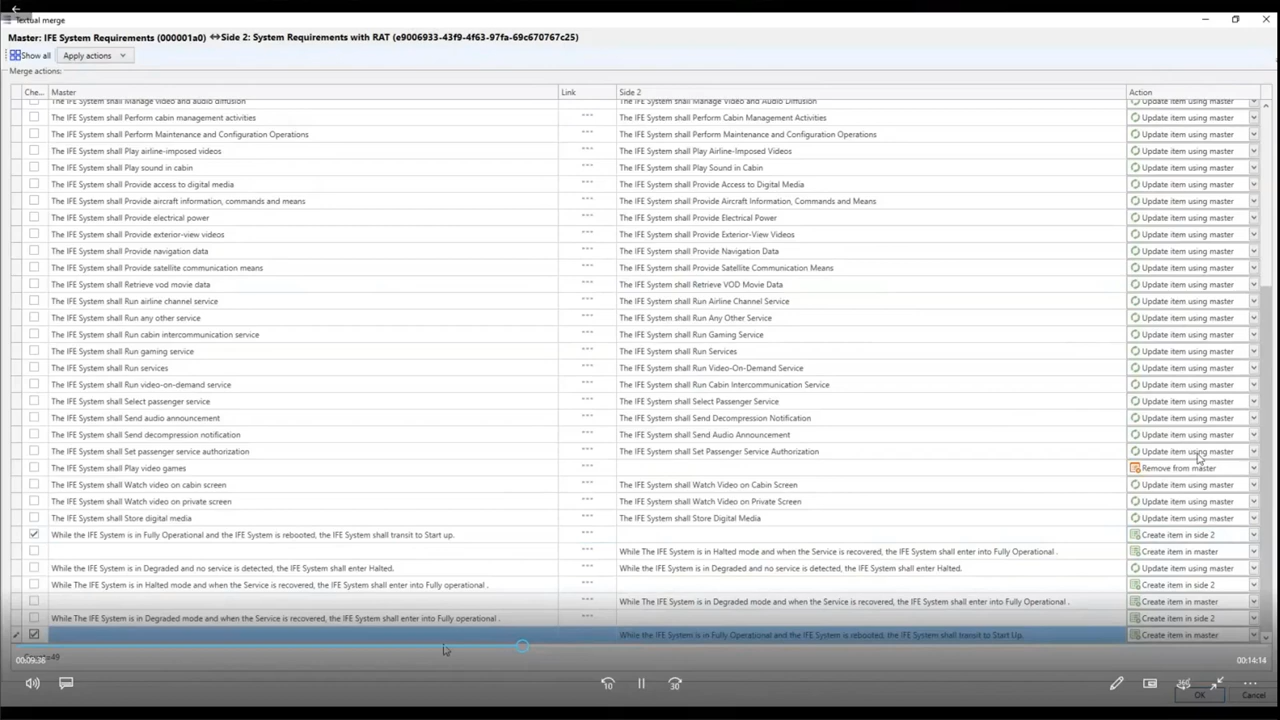 Textual merge
Master: IFE System Requirements (000001a0) ⇔Side 2: System Requirements with RAT (e9006933-43f9-4f63-97fa-69c670767c25)
Show all Apply actions
Merge actions:
Che... Master Link Side 2 Action
The IFE System shall Manage video and audio diffusion The IFE System shall Manage Video and Audio Diffusion Update item using master
The IFE System shall Perform cabin management activities *** The IFE System shall Perform Cabin Management Activities Update item using master
The IFE System shall Perform Maintenance and Configuration Operations *** The IFE System shall Perform Maintenance and Configuration Operations Update item using master
The IFE System shall Play airline-imposed videos *** The IFE System shall Play Airline-Imposed Videos Update item using master
The IFE System shall Play sound in cabin *** The IFE System shall Play Sound in Cabin Update item using master
The IFE System shall Provide access to digital media *** The IFE System shall Provide Access to Digital Media Update item using master
The IFE System shall Provide aircraft information, commands and means *** The IFE System shall Provide Aircraft Information, Commands and Means Update item using master
The IFE System shall Provide electrical power *** The IFE System shall Provide Electrical Power Update item using master
The IFE System shall Provide exterior-view videos *** The IFE System shall Provide Exterior-View Videos Update item using master
The IFE System shall Provide navigation data *** The IFE System shall Provide Navigation Data Update item using master
The IFE System shall Provide satellite communication means *** The IFE System shall Provide Satellite Communication Means Update item using master
The IFE System shall Retrieve vod movie data *** The IFE System shall Retrieve VOD Movie Data Update item using master
The IFE System shall Run airline channel service *** The IFE System shall Run Airline Channel Service Update item using master
The IFE System shall Run any other service *** The IFE System shall Run Any Other Service Update item using master
The IFE System shall Run cabin intercommunication service *** The IFE System shall Run Gaming Service Update item using master
The IFE System shall Run gaming service *** The IFE System shall Run Services Update item using master
The IFE System shall Run services *** The IFE System shall Run Video-On-Demand Service Update item using master
The IFE System shall Run video-on-demand service *** The IFE System shall Run Cabin Intercommunication Service Update item using master
The IFE System shall Select passenger service *** The IFE System shall Select Passenger Service Update item using master
The IFE System shall Send audio announcement *** The IFE System shall Send Decompression Notification Update item using master
The IFE System shall Send decompression notification *** The IFE System shall Send Audio Announcement Update item using master
The IFE System shall Set passenger service authorization *** The IFE System shall Set Passenger Service Authorization Update item using master
The IFE System shall Play video games *** Remove from master
The IFE System shall Watch video on cabin screen *** The IFE System shall Watch Video on Cabin Screen Update item using master
The IFE System shall Watch video on private screen *** The IFE System shall Watch Video on Private Screen Update item using master
The IFE System shall Store digital media *** The IFE System shall Store Digital Media Update item using master
While the IFE System is in Fully Operational and the IFE System is rebooted, the IFE System shall transit to Start up. *** Create item in side 2
*** While The IFE System is in Halted mode and when the Service is recovered, the IFE System shall enter into Fully Operational . Create item in master
While the IFE System is in Degraded and no service is detected, the IFE System shall enter Halted. *** While the IFE System is in Degraded and no service is detected, the IFE System shall enter Halted. Update item using master
While The IFE System is in Halted mode and when the Service is recovered, the IFE System shall enter into Fully operational . *** Create item in side 2
*** While The IFE System is in Degraded mode and when the Service is recovered, the IFE System shall enter into Fully Operational . Create item in master
While The IFE System is in Degraded mode and when the Service is recovered, the IFE System shall enter into Fully operational . *** Create item in side 2
While the IFE System is in Fully Operational and the IFE System is rebooted, the IFE System shall transit to Start Up. Create item in master
=49
00:09:36 00:14:14
10 30
OK Cancel